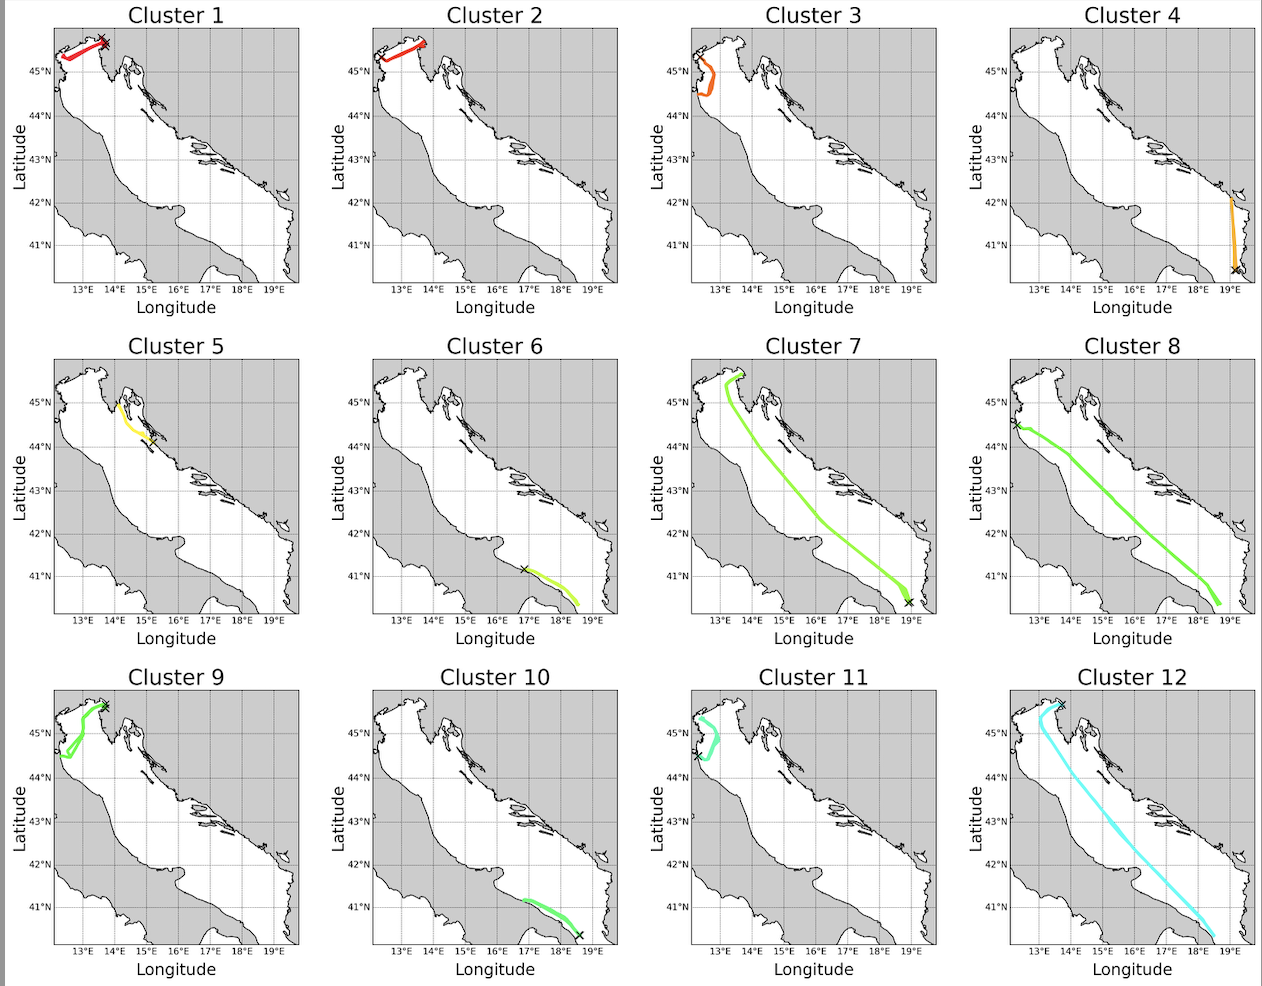 Cluster 1 Cluster 2 Cluster 3 Cluster 4
45°N 45°N 45°N 45°N
44°N 44°N 44°N 44°N
Latitude Latitude Latitude Latitude
43°N 43°N 43°N 43°N
42°N 42°N 42°N 42°N
41°N 41°N 41°N 41°N
13°E 14°E 15°E 16°E 17°E 18°E 19°E 13°E 14°E 15°E 16°E 17°E 18°E 19°E 13°E 14°E 15°E 16°E 17°E 18°E 19°E 13°E 14°E 15°E 16°E 17°E 18°E 19°E
Longitude Longitude Longitude Longitude
Cluster 5 Cluster 6 Cluster 7 Cluster 8
45°N 45°N 45°N 45°N
44°N 44°N 44°N 44°N
Latitude Latitude Latitude Latitude
43°N 43°N 43°N 43°N
42°N 42°N 42°N 42°N
41°N 41°N 41°N 41°N
13°E 14°E 15°E 16°E 17°E 18°E 19°E 13°E 14°E 15°E 16°E 17°E 18°E 19°E 13°E 14°E 15°E 16°E 17°E 18°E 19°E 13°E 14°E 15°E 16°E 17°E 18°E 19°E
Longitude Longitude Longitude Longitude
Cluster 9 Cluster 10 Cluster 11 Cluster 12
45°N 45°N 45°N 45°N
44°N 44°N 44°N 44°N
Latitude Latitude Latitude Latitude
43°N 43°N 43°N 43°N
42°N 42°N 42°N 42°N
41°N 41°N 41°N 41°N
13°E 14°E 15°E 16°E 17°E 18°E 19°E 13°E 14°E 15°E 16°E 17°E 18°E 19°E 13°E 14°E 15°E 16°E 17°E 18°E 19°E 13°E 14°E 15°E 16°E 17°E 18°E 19°E
Longitude Longitude Longitude Longitude